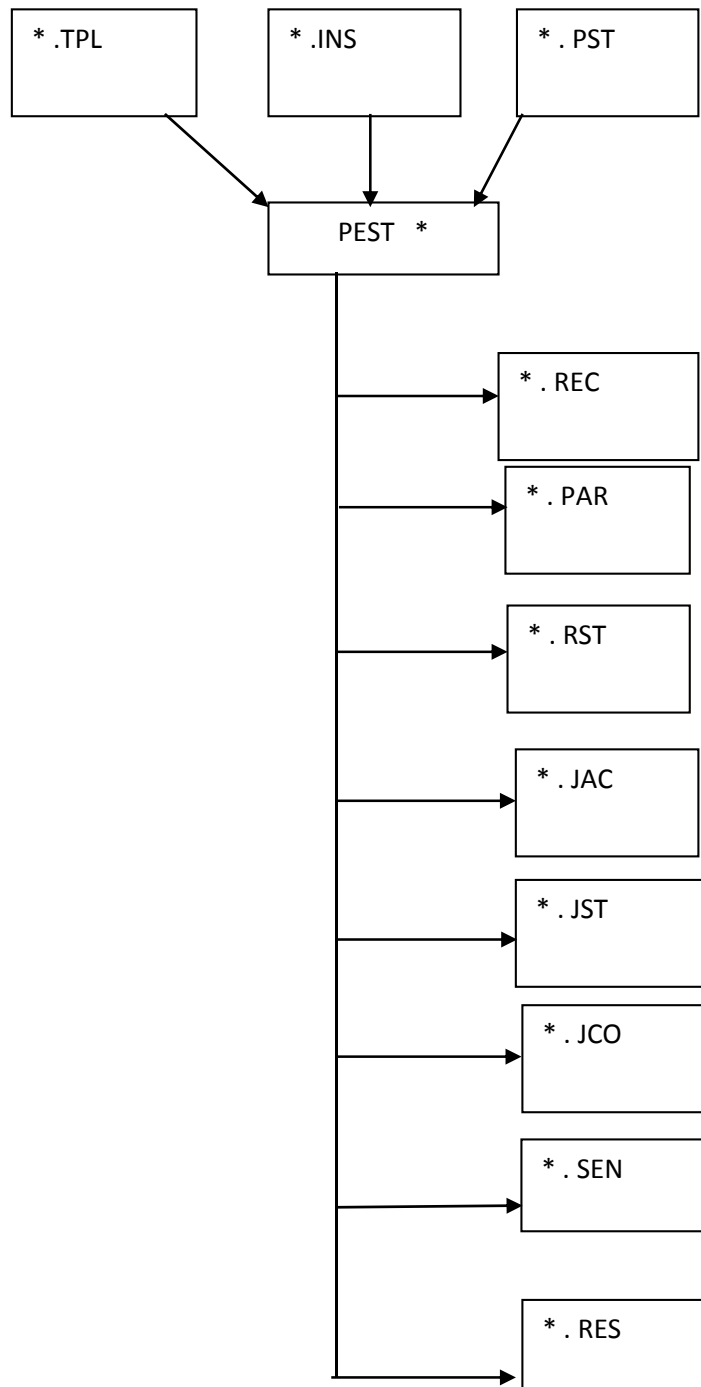 * .TPL
* .INS
* . PST
PEST *
* . REC
* . PAR
* . RST
* . JAC
* . JST
* . JCO
* . SEN
* . RES